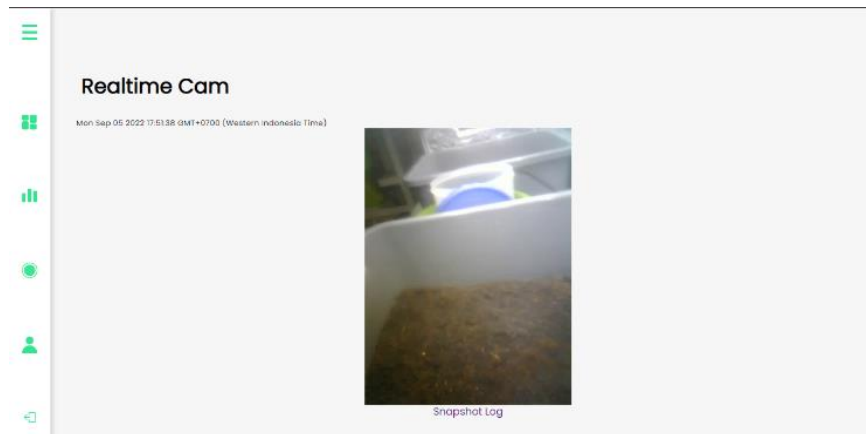 Realtime Cam
Mon Sep 05 2022 17:51:38 GMT+0700 (Western Indonesia Time)
Snapshot Log